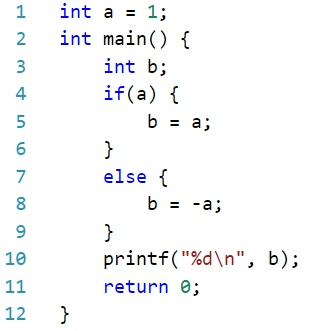 1 int a = 1;
2 int main() {
3     int b;
4     if(a) {
5         b = a;
6     }
7     else {
8         b = -a;
9     }
10     printf("%d\n", b);
11     return 0;
12 }